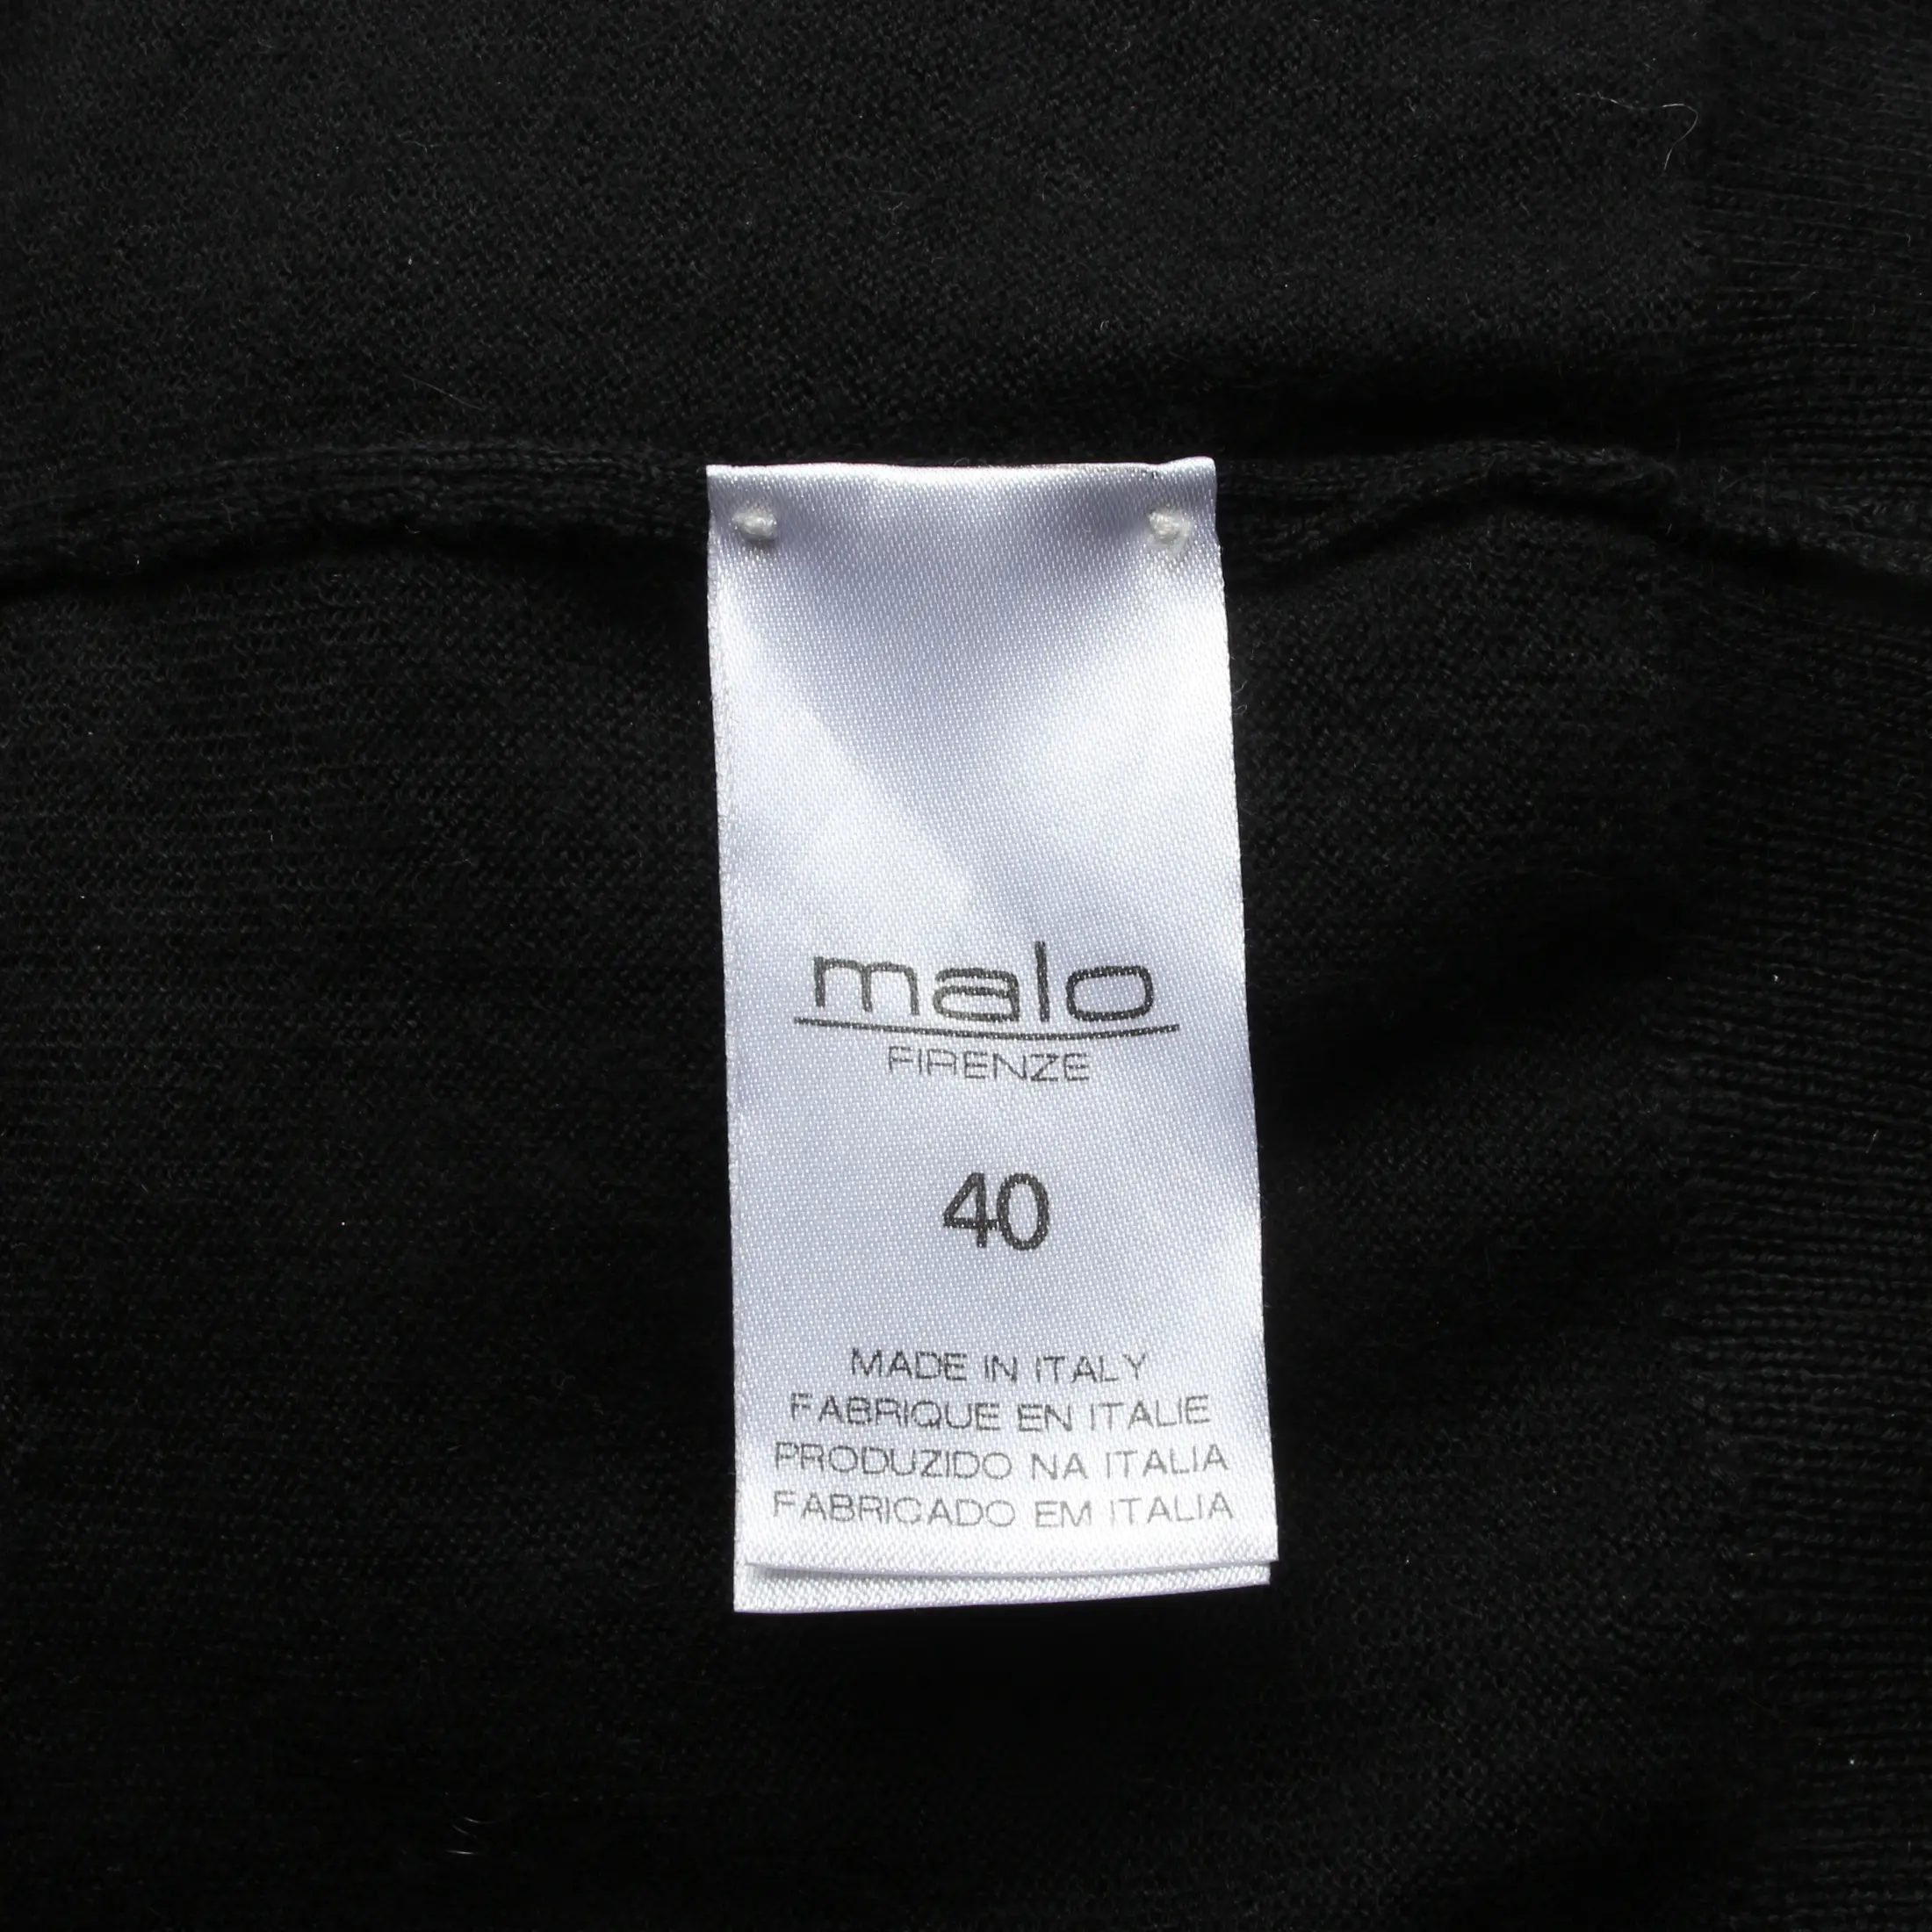 malo
FIRENZE
40
MADE IN ITALY
FABRIQUE EN ITALIE
PRODUZIDO NA ITALIA
FABRICADO EM ITALIA